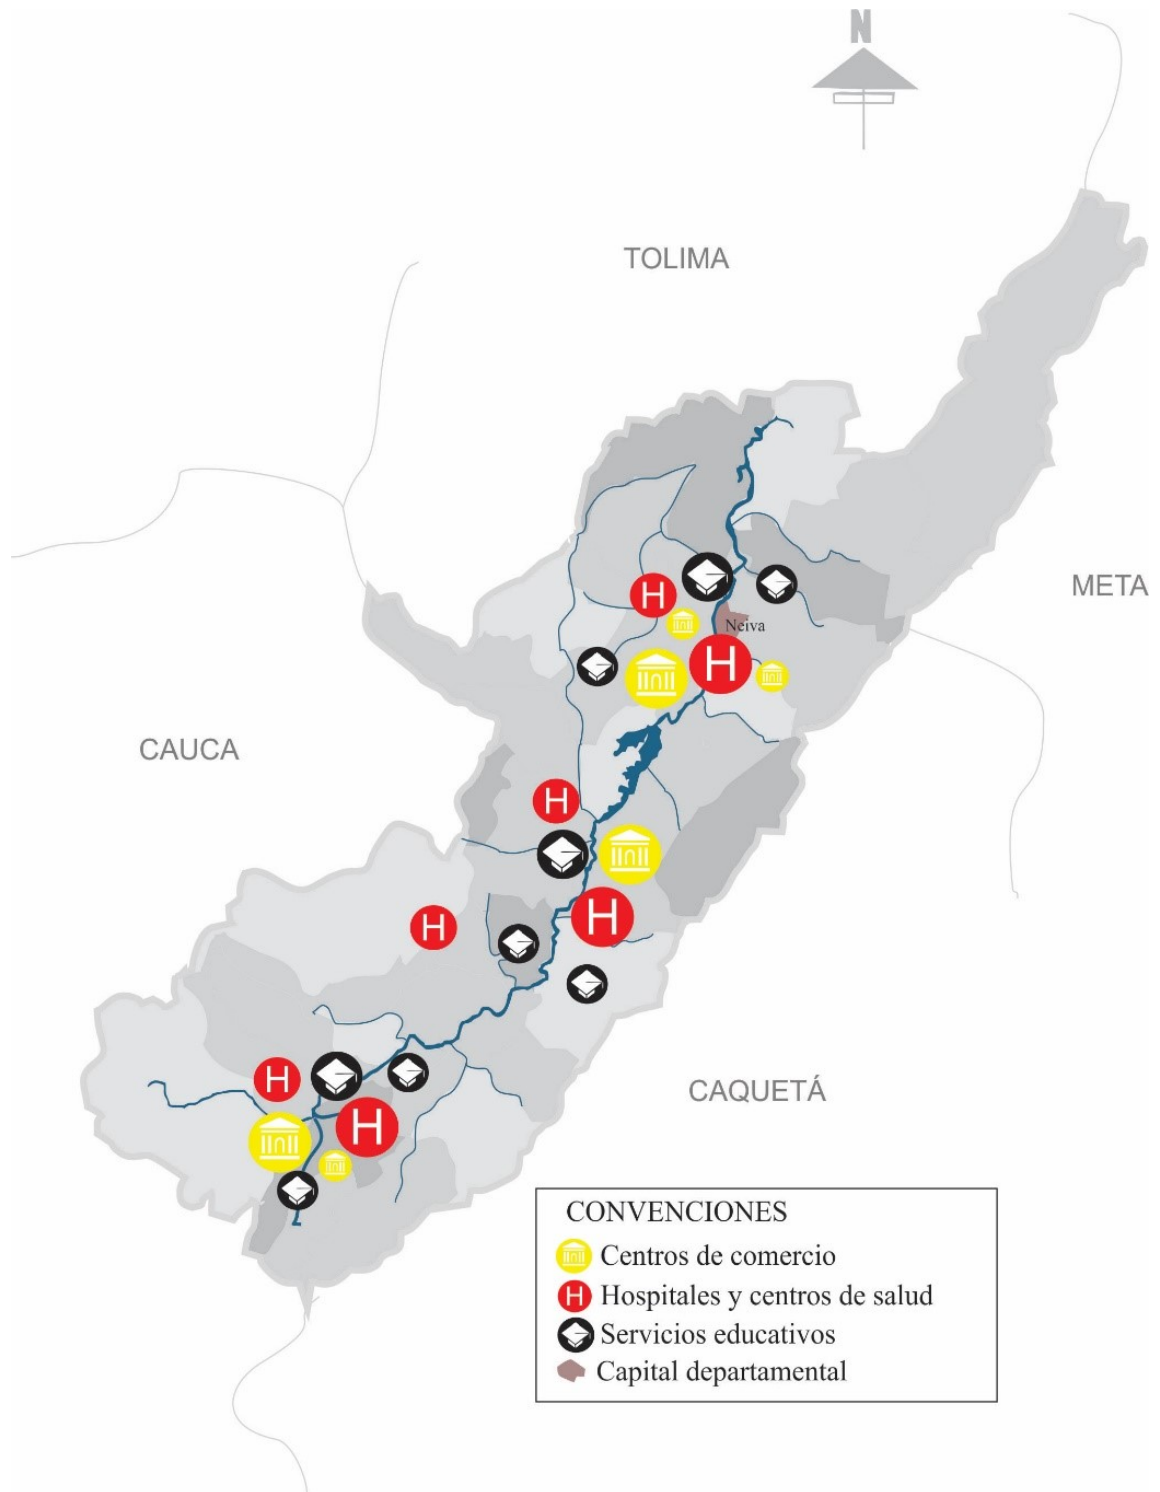 N
TOLIMA
META
Neiva
H
H
CAUCA
H
H
H
CAQUETÁ
H
H
CONVENCIONES
Centros de comercio
H Hospitales y centros de salud
Servicios educativos
Capital departamental